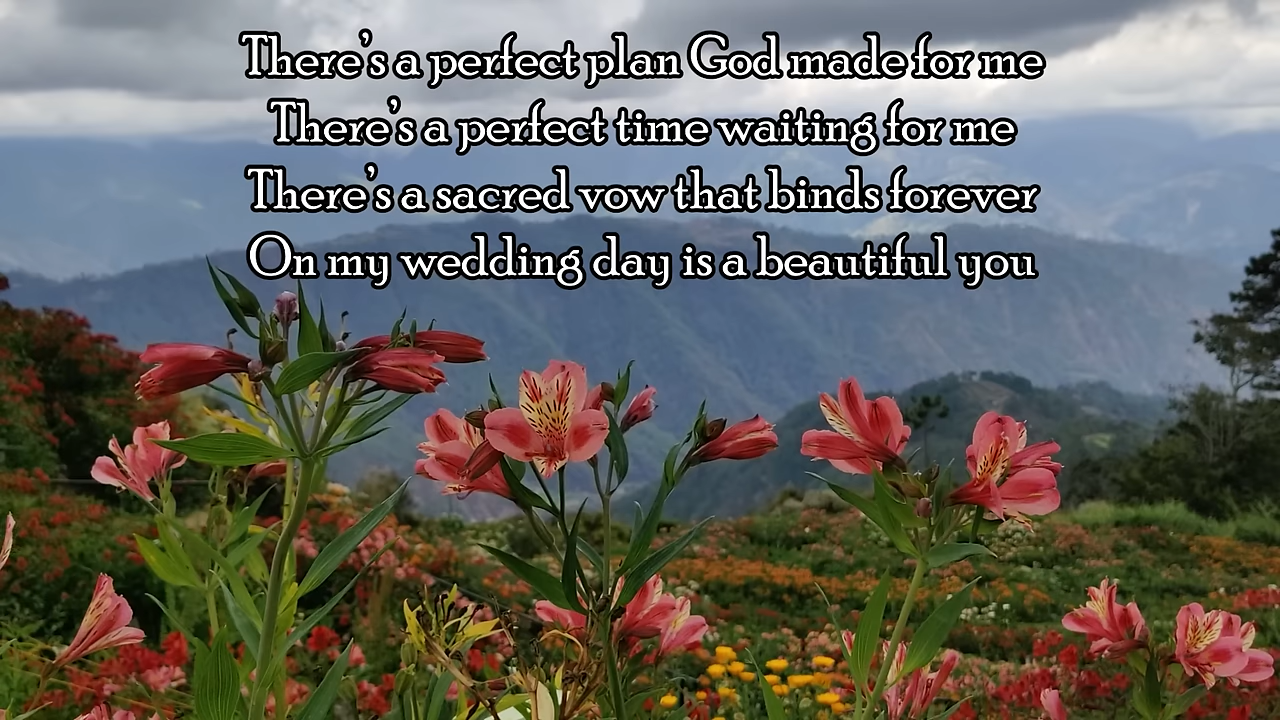 There's a perfect plan God made for me
There's a perfect time waiting for me
There's a sacred vow that binds forever
On my wedding day is a beautiful you